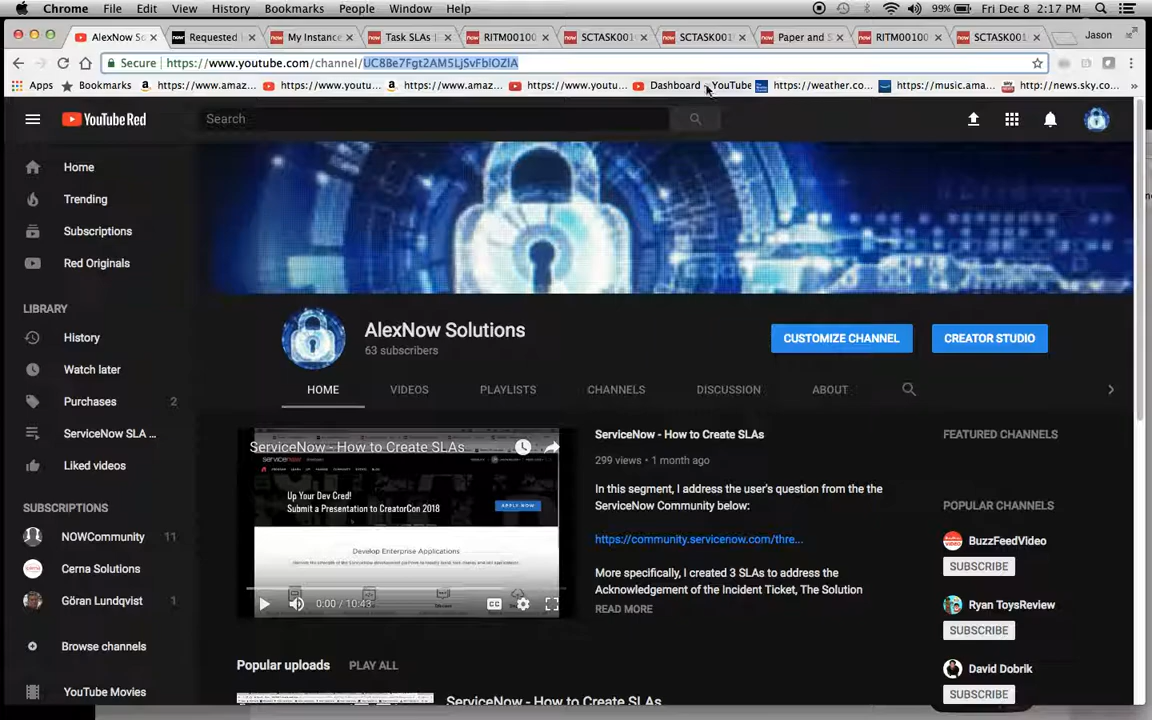 Chrome File Edit View History Bookmarks People Window Help 99% Fri Dec 8 2:17 PM
AlexNow So Requested My Instance Task SLAs | RITM00100 SCTASK001 SCTASK001 Paper and S RITM00100 SCTASK001 Jason
Secure https://www.youtube.com/channel/UC88e7Fgt2AM5LjSvFblOZlA
Apps Bookmarks https://www.amaz... https://www.youtu... https://www.amaz... https://www.youtu... Dashboard - YouTube https://weather.co... https://music.ama... http://news.sky.co...
YouTube Red Search
Home
Trending
Subscriptions
Red Originals
LIBRARY
History
Watch later
Purchases 2
ServiceNow SLA ...
Liked videos
SUBSCRIPTIONS
NOWCommunity 11
Cerna Solutions
Göran Lundqvist 1
Browse channels
YouTube Movies
AlexNow Solutions
63 subscribers
CUSTOMIZE CHANNEL CREATOR STUDIO
HOME VIDEOS PLAYLISTS CHANNELS DISCUSSION ABOUT
ServiceNow - How to Create SLAs
servicenow
Up Your Dev Cred!
Submit a Presentation to CreatorCon 2018
APPLY NOW
Develop Enterprise Applications
0:00 / 10:43
CC
ServiceNow - How to Create SLAs
299 views • 1 month ago
In this segment, I address the user's question from the the
ServiceNow Community below:
https://community.servicenow.com/thre...
More specifically, I created 3 SLAs to address the
Acknowledgement of the Incident Ticket, The Solution
READ MORE
FEATURED CHANNELS
POPULAR CHANNELS
BuzzFeedVideo
SUBSCRIBE
Ryan ToysReview
SUBSCRIBE
David Dobrik
SUBSCRIBE
Popular uploads PLAY ALL
ServiceNow - How to Create SLAs